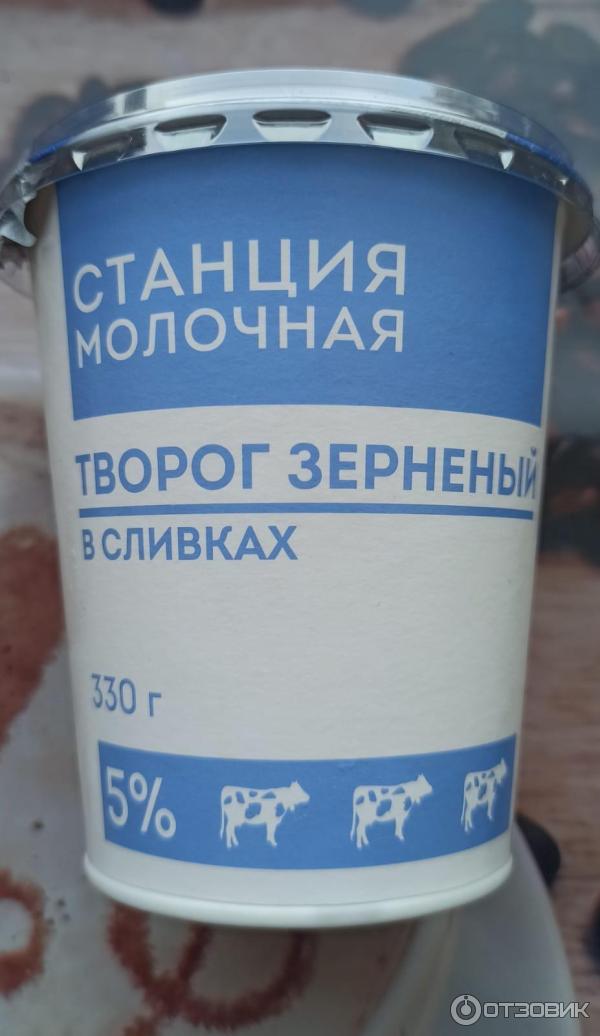 СТАНЦИЯ
МОЛОЧНАЯ
ТВОРОГ ЗЕРНЕНЫЙ
В СЛИВКАХ
330 г
5%
ОТЗОВИК